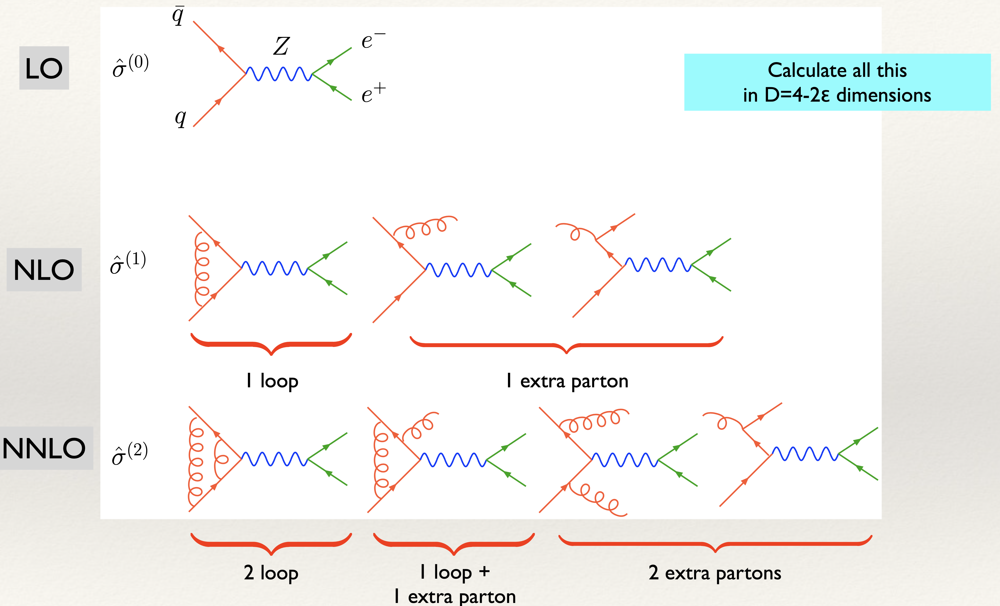 q̄
Z
e⁻
LO
σ̂⁽⁰⁾
Calculate all this
in D=4-2ε dimensions
e⁺
q
NLO
σ̂⁽¹⁾
1 loop
1 extra parton
NNLO
σ̂⁽²⁾
2 loop
1 loop +
1 extra parton
2 extra partons